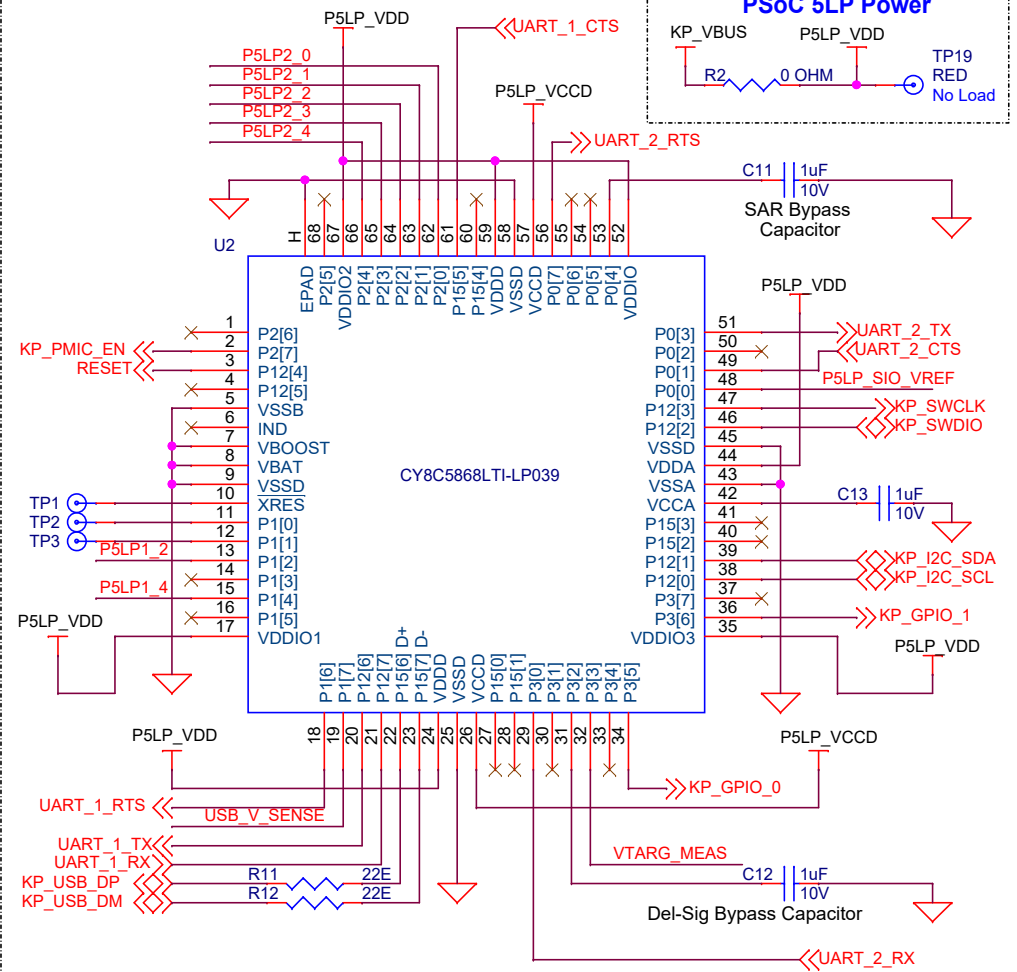 PSoC 5LP Power
P5LP_VDD
UART_1_CTS
KP_VBUS
P5LP_VDD
P5LP2_0
P5LP2_1
P5LP2_2
P5LP2_3
P5LP2_4
P5LP_VCCD
R2
0 OHM
TP19
RED
No Load
UART_2_RTS
C11
1uF
10V
SAR Bypass
Capacitor
U2
H
68
67
66
65
64
63
62
61
60
59
58
57
56
55
54
53
52
EPAD
P2[5]
VDDIO2
P2[4]
P2[3]
P2[2]
P2[1]
P2[0]
P15[5]
P15[4]
VDDD
VSSD
VCCD
P0[7]
P0[6]
P0[5]
P0[4]
VDDIO
P5LP_VDD
1
P2[6]
2
P2[7]
KP_PMIC_EN
3
P12[4]
RESET
4
P12[5]
5
VSSB
6
IND
7
VBOOST
8
VBAT
9
VSSD
10
XRES
TP1
11
P1[0]
TP2
12
P1[1]
TP3
13
P1[2]
P5LP1_2
14
P1[3]
15
P1[4]
P5LP1_4
16
P1[5]
17
VDDIO1
P5LP_VDD
CY8C5868LTI-LP039
P0[3]
51
UART_2_TX
P0[2]
50
P0[1]
49
UART_2_CTS
P0[0]
48
P5LP_SIO_VREF
P12[3]
47
KP_SWCLK
P12[2]
46
KP_SWDIO
VSSD
45
VDDA
44
VSSA
43
VCCA
42
C13
1uF
10V
P15[3]
41
P15[2]
40
P12[1]
39
KP_I2C_SDA
P12[0]
38
KP_I2C_SCL
P3[7]
37
P3[6]
36
KP_GPIO_1
VDDIO3
35
P5LP_VDD
P1[6]
P1[7]
P12[6]
P12[7]
P15[6] D+
P15[7] D-
VDDD
VSSD
VCCD
P15[0]
P15[1]
P3[0]
P3[1]
P3[2]
P3[3]
P3[4]
P3[5]
18
19
20
21
22
23
24
25
26
27
28
29
30
31
32
33
34
P5LP_VDD
P5LP_VCCD
UART_1_RTS
USB_V_SENSE
KP_GPIO_0
UART_1_TX
UART_1_RX
VTARG_MEAS
KP_USB_DP
R11
22E
KP_USB_DM
R12
22E
C12
1uF
10V
Del-Sig Bypass Capacitor
UART_2_RX